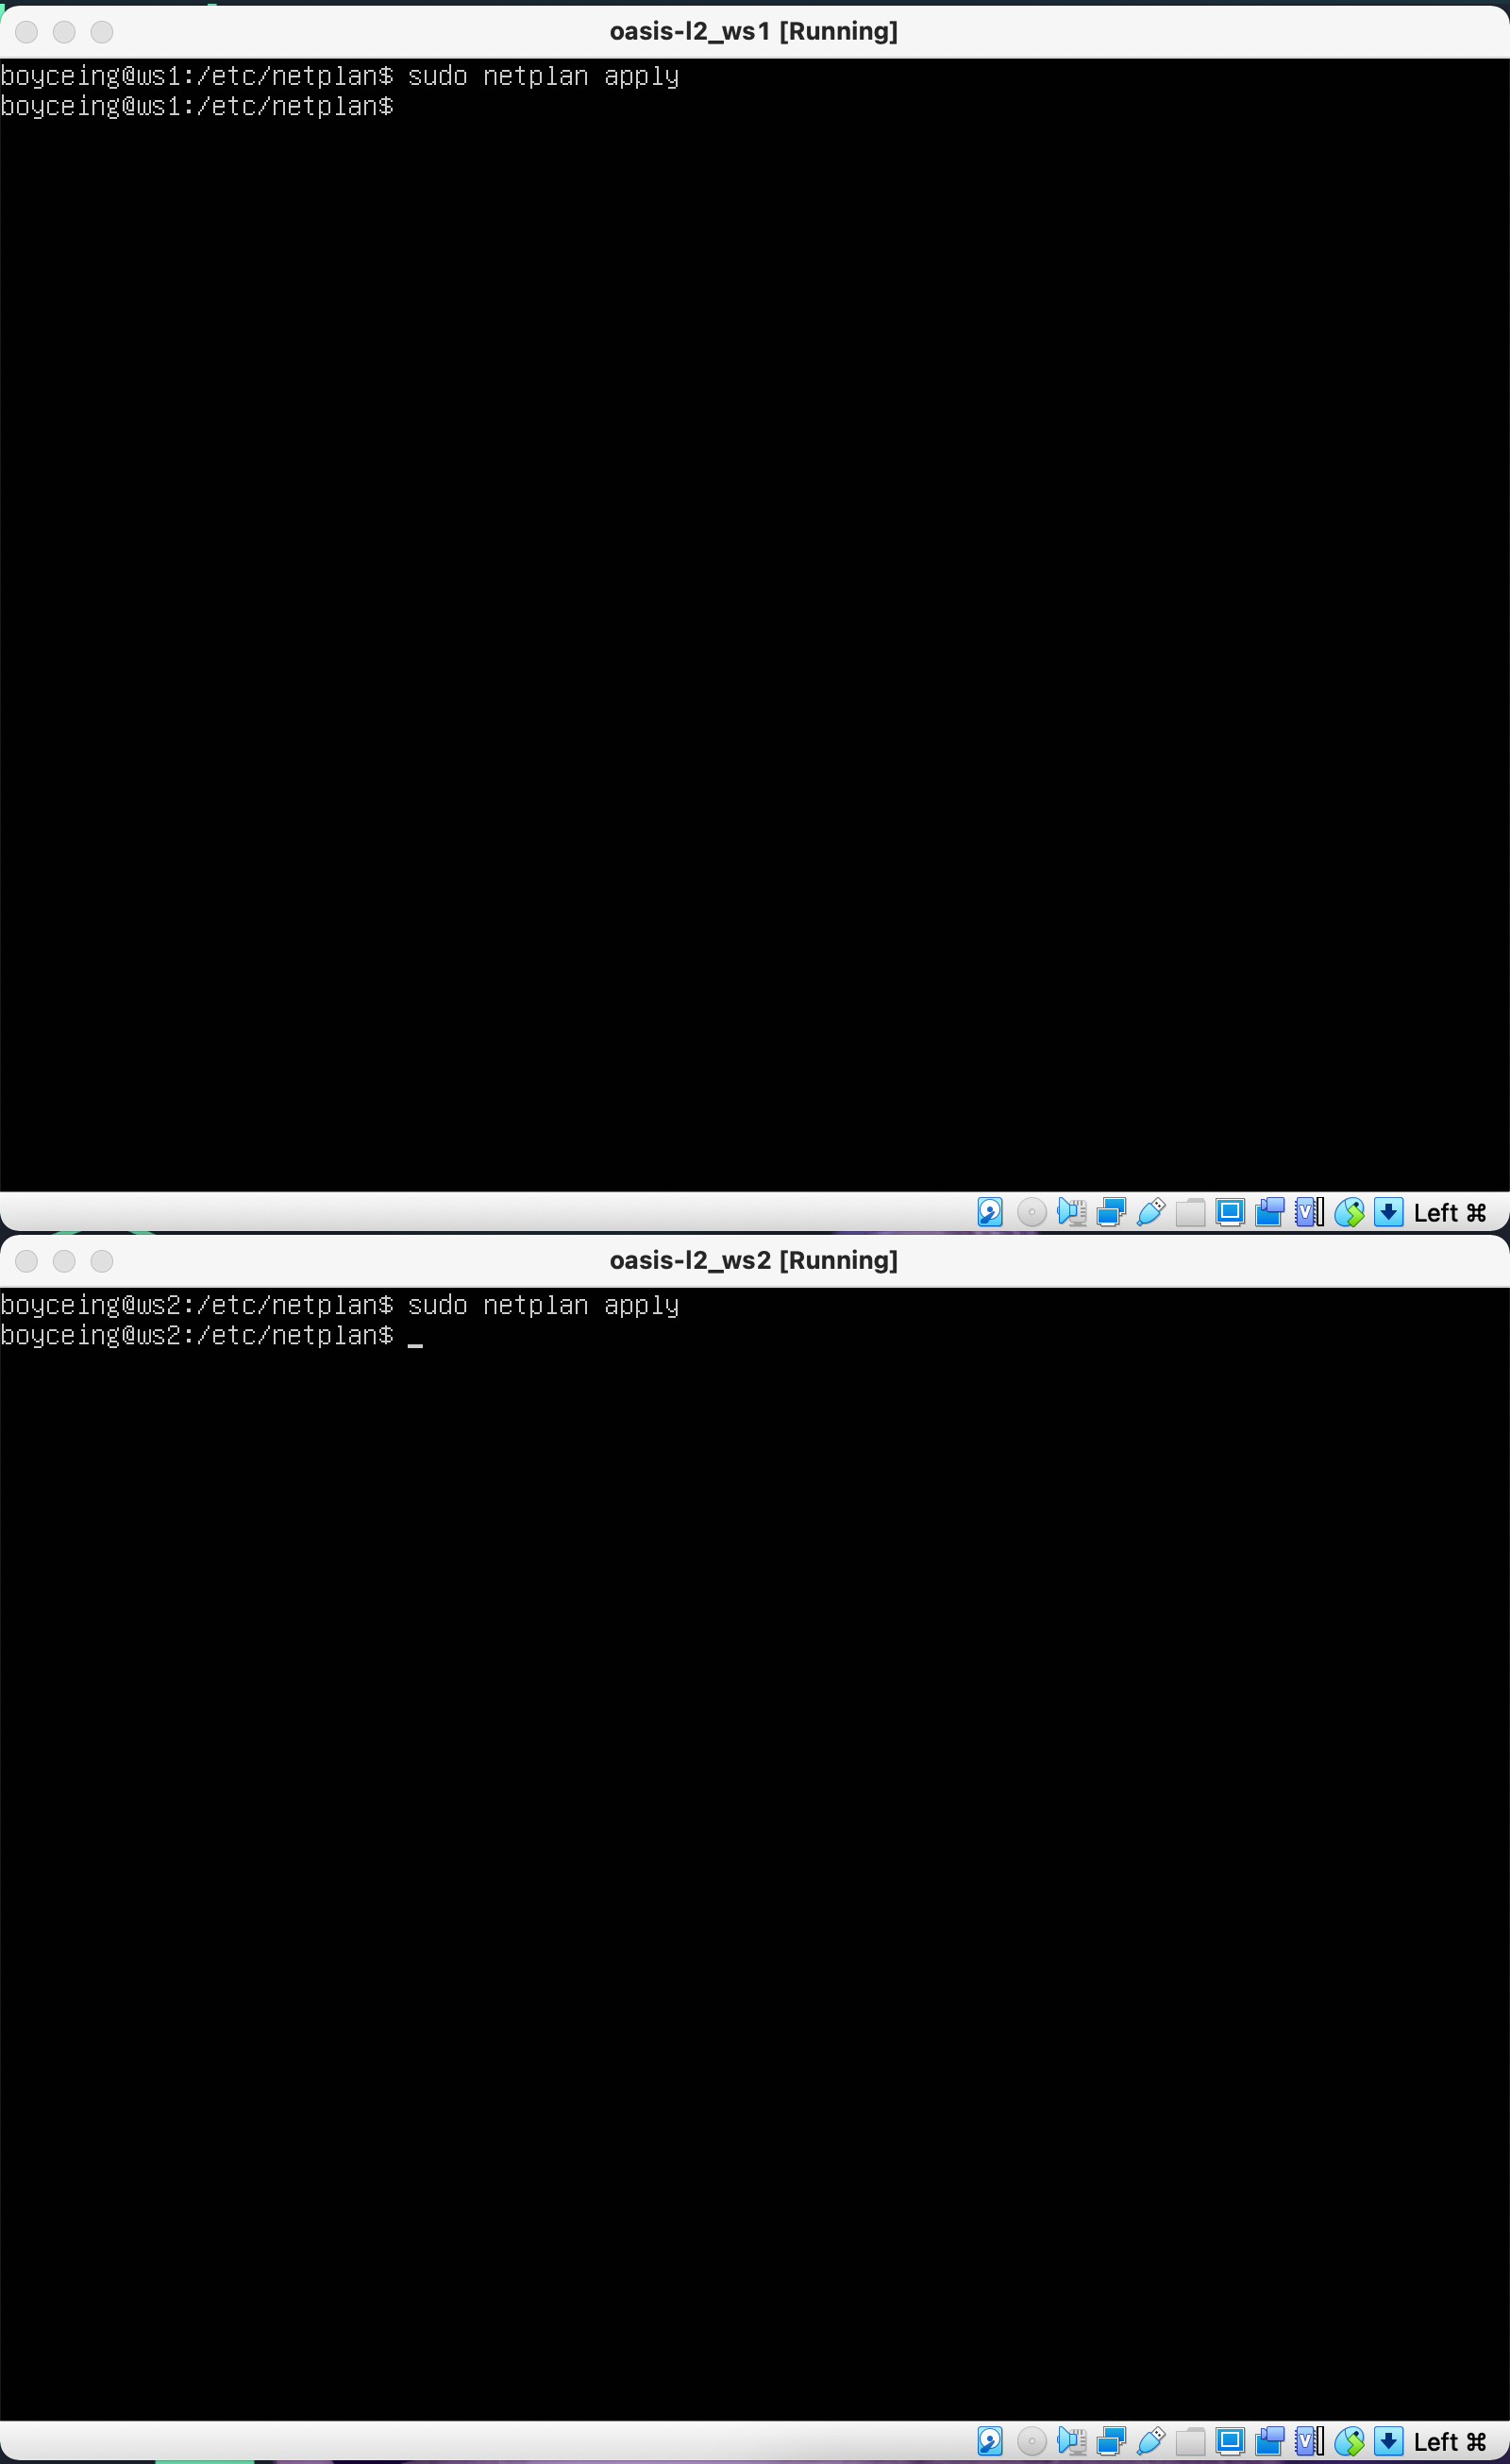 oasis-l2_ws1 [Running]
boyceing@ws1:/etc/netplan$ sudo netplan apply
boyceing@ws1:/etc/netplan$
Left ⌘
oasis-l2_ws2 [Running]
boyceing@ws2:/etc/netplan$ sudo netplan apply
boyceing@ws2:/etc/netplan$ _
Left ⌘